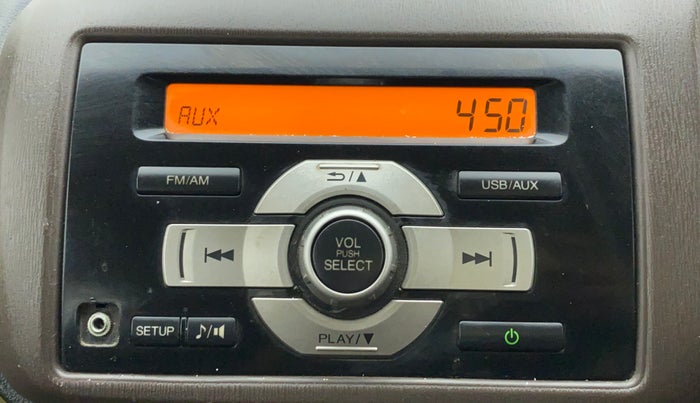 AUX 450
FM/AM
⮌/▲
USB/AUX
⏮
VOL
PUSH
SELECT
⏭
SETUP
♪/🔈
PLAY/▼
⏻